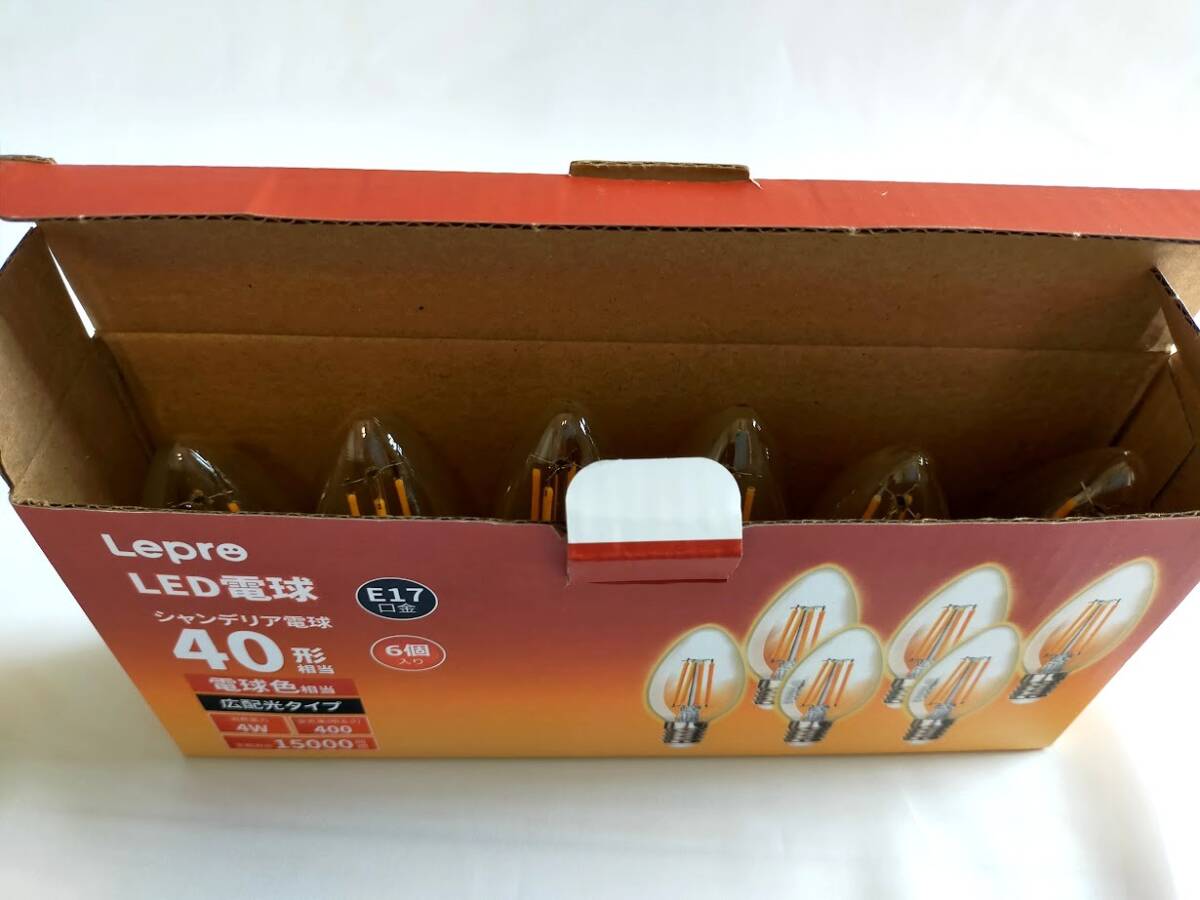 Lepro
LED電球
E17
口金
シャンデリア電球
40形
相当
6個
入り
電球色相当
広配光タイプ
4W
400
15000